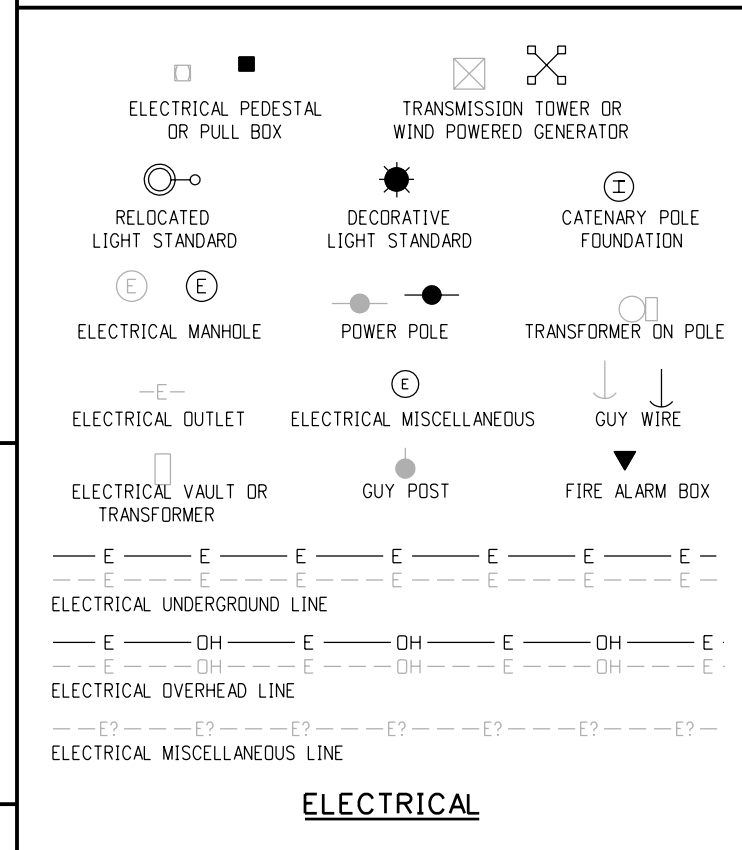 ELECTRICAL PEDESTAL
OR PULL BOX
TRANSMISSION TOWER OR
WIND POWERED GENERATOR
RELOCATED
LIGHT STANDARD
DECORATIVE
LIGHT STANDARD
I
CATENARY POLE
FOUNDATION
E E
ELECTRICAL MANHOLE
POWER POLE
TRANSFORMER ON POLE
E
ELECTRICAL OUTLET
E
ELECTRICAL MISCELLANEOUS
GUY WIRE
ELECTRICAL VAULT OR
TRANSFORMER
GUY POST
FIRE ALARM BOX
E E E E E E E
E E E E E E E
ELECTRICAL UNDERGROUND LINE
E OH E OH E OH E
E OH E OH E OH E
ELECTRICAL OVERHEAD LINE
E? E? E? E? E? E? E?
ELECTRICAL MISCELLANEOUS LINE
ELECTRICAL